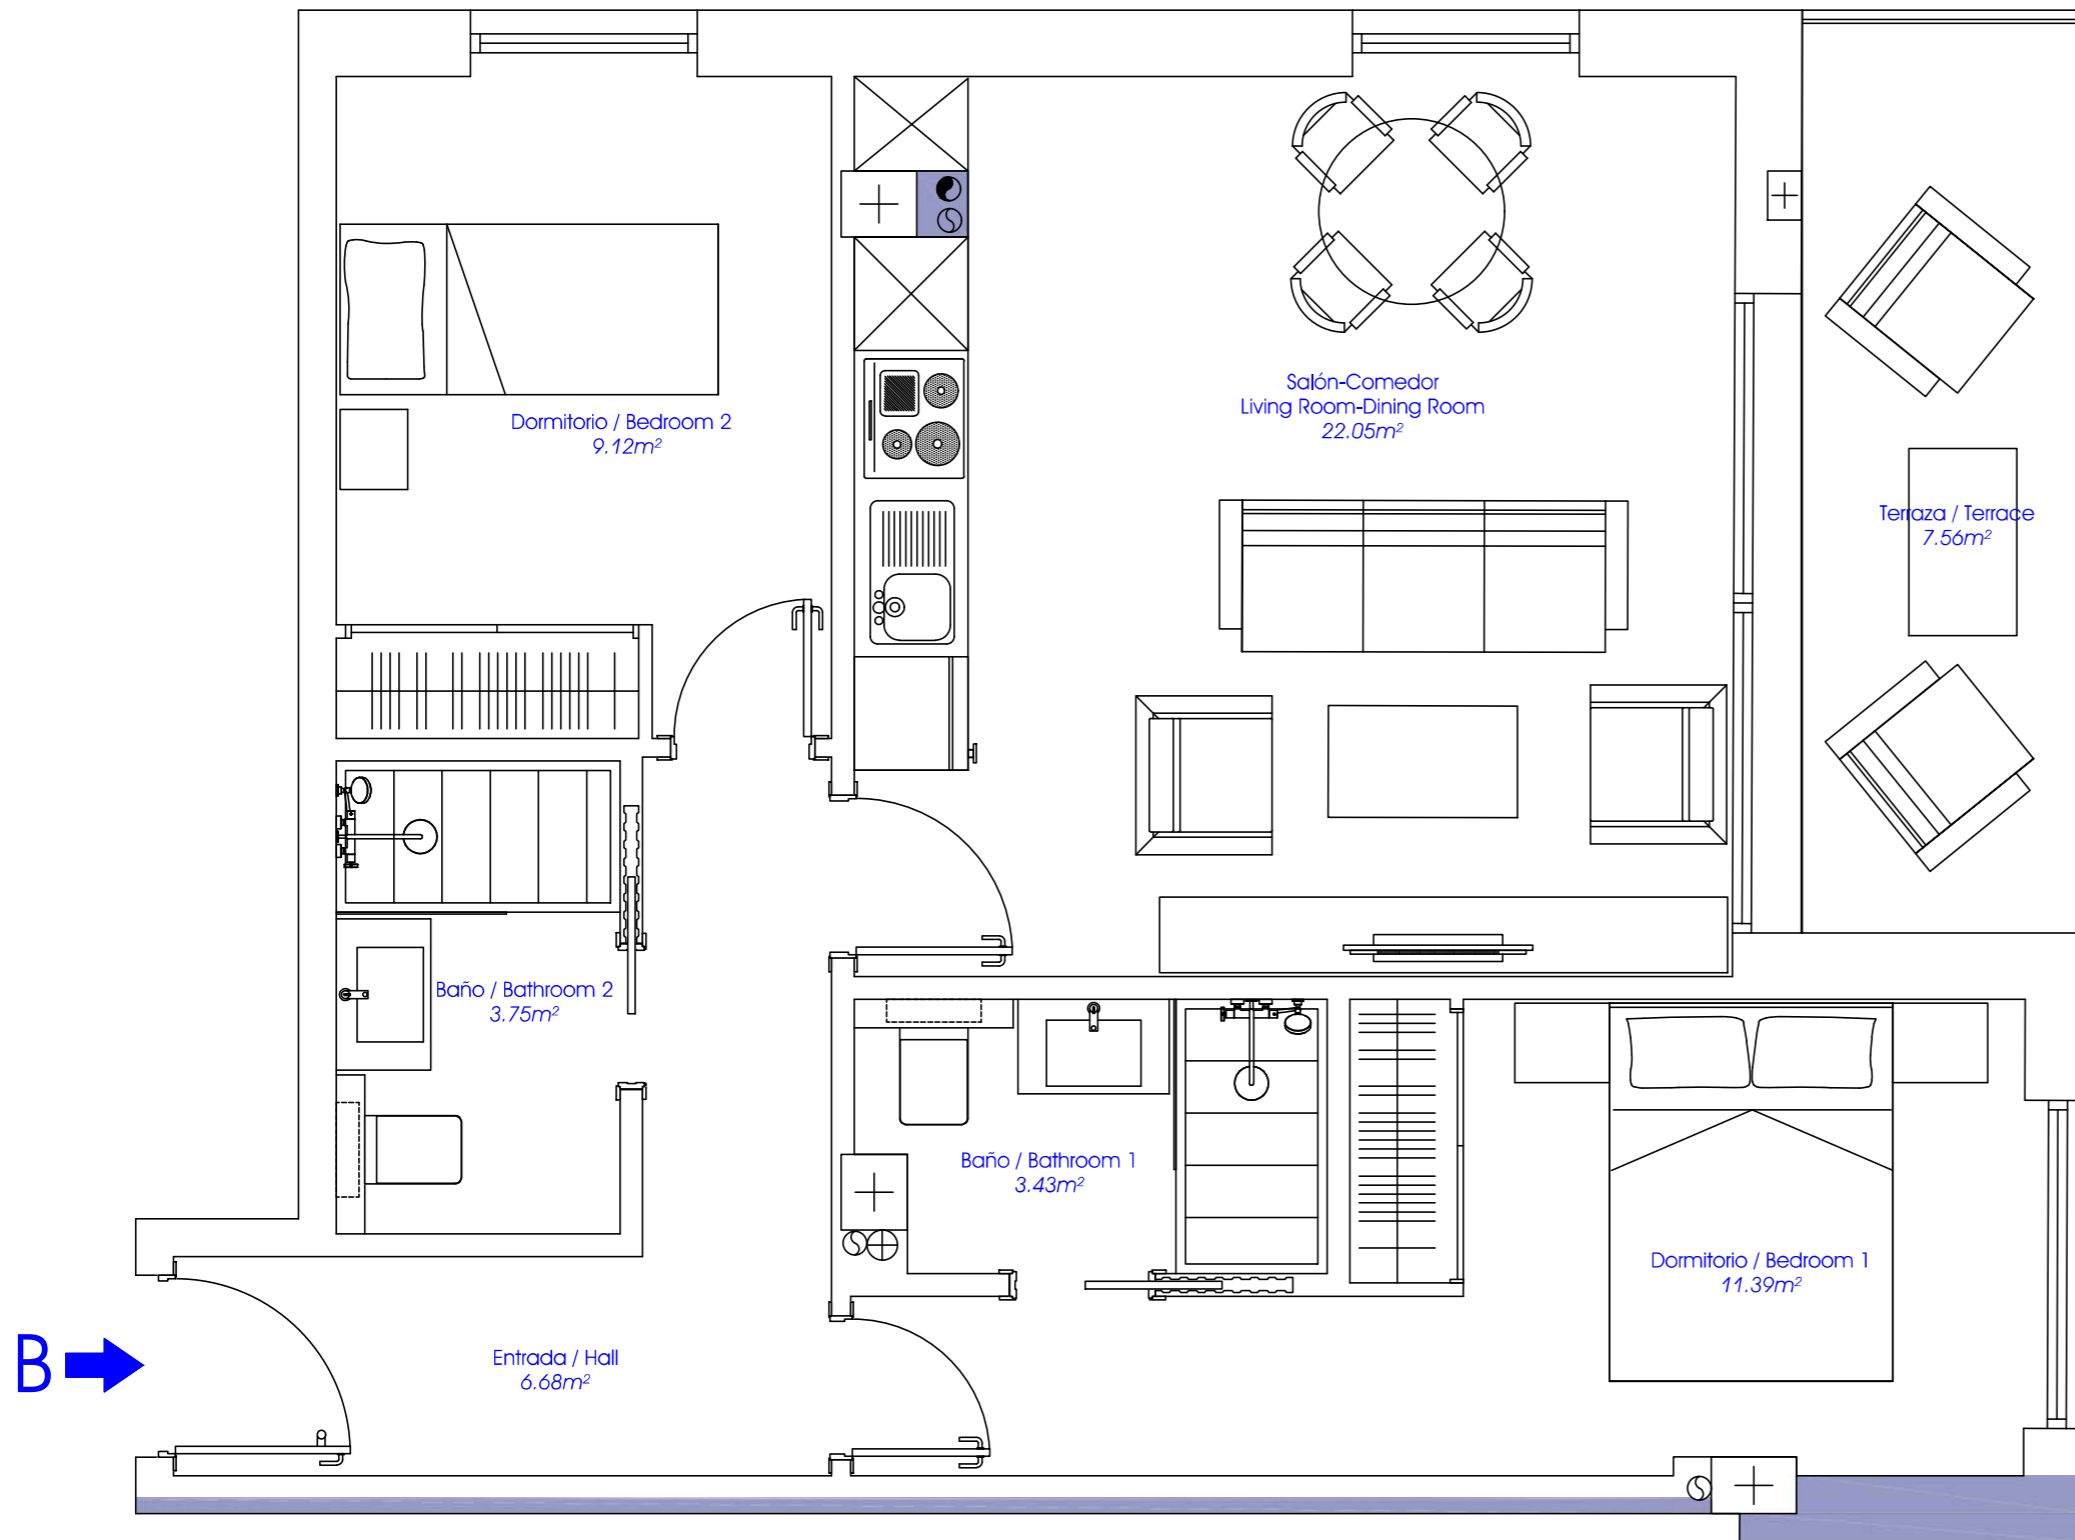 Salón-Comedor
Living Room-Dining Room
22.05m²
Dormitorio / Bedroom 2
9.12m²
Terraza / Terrace
7.56m²
Baño / Bathroom 2
3.75m²
Baño / Bathroom 1
3.43m²
Dormitorio / Bedroom 1
11.39m²
Entrada / Hall
6.68m²
B